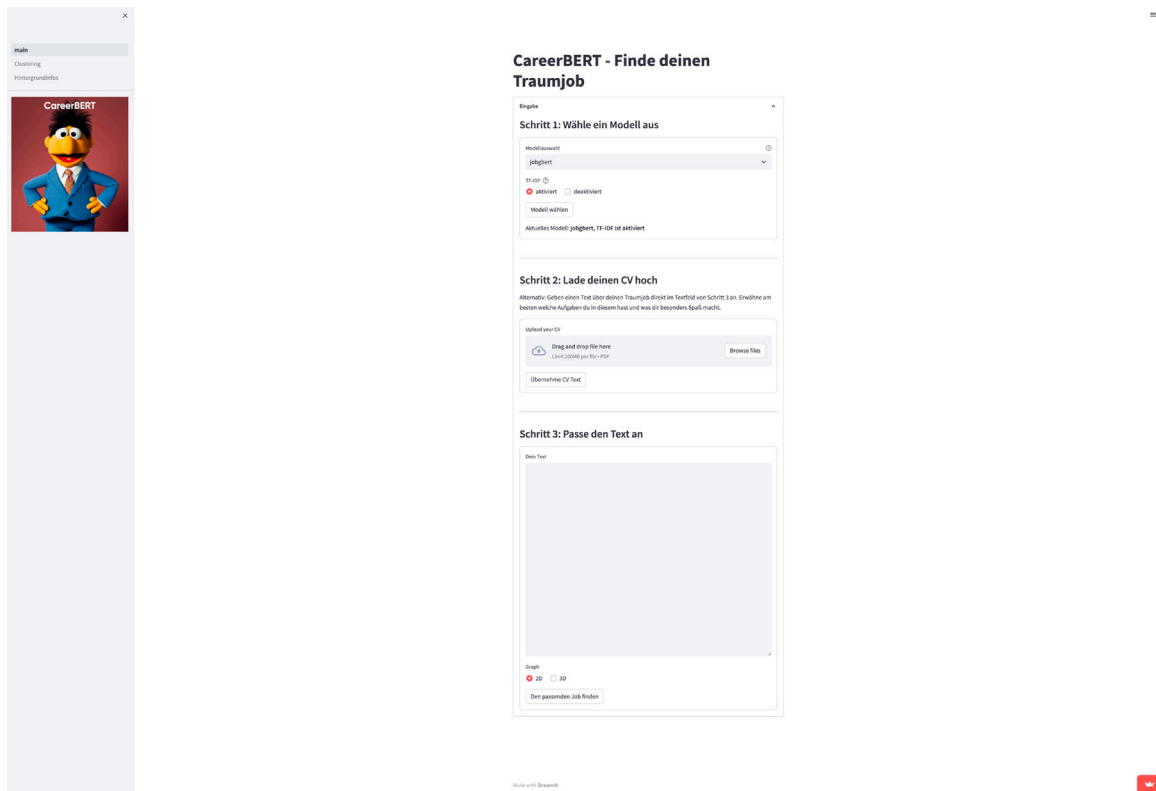 main
Clustering
Hintergrundinfos
CareerBERT
CareerBERT - Finde deinen
Traumjob
Eingabe
Schritt 1: Wähle ein Modell aus
Modellauswahl
jobgbert
TF-IDF
aktiviert deaktiviert
Modell wählen
Aktuelles Modell: jobgbert, TF-IDF ist aktiviert
Schritt 2: Lade deinen CV hoch
Alternativ: Geben einen Text über deinen Traumjob direkt im Textfeld von Schritt 3 an. Erwähne am
besten welche Aufgaben du in diesem hast und was dir besonders Spaß macht.
Upload your CV
Drag and drop file here
Limit 200MB per file • PDF
Browse files
Übernehme CV Text
Schritt 3: Passe den Text an
Dein Text
Graph
2D 3D
Den passenden Job finden
Made with Streamlit